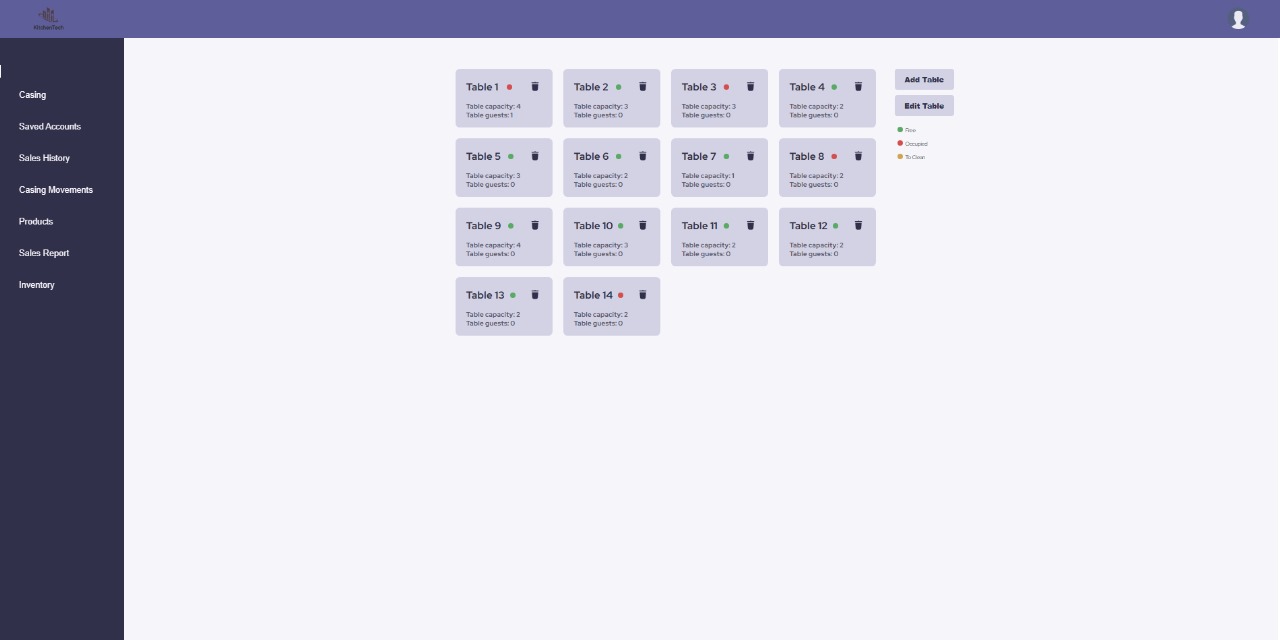 KitchenTech
Casing
Saved Accounts
Sales History
Casing Movements
Products
Sales Report
Inventory
Table 1
Table capacity: 4
Table guests: 1
Table 2
Table capacity: 3
Table guests: 0
Table 3
Table capacity: 3
Table guests: 0
Table 4
Table capacity: 2
Table guests: 0
Table 5
Table capacity: 3
Table guests: 0
Table 6
Table capacity: 2
Table guests: 0
Table 7
Table capacity: 1
Table guests: 0
Table 8
Table capacity: 2
Table guests: 0
Table 9
Table capacity: 4
Table guests: 0
Table 10
Table capacity: 3
Table guests: 0
Table 11
Table capacity: 2
Table guests: 0
Table 12
Table capacity: 2
Table guests: 0
Table 13
Table capacity: 2
Table guests: 0
Table 14
Table capacity: 2
Table guests: 0
Add Table
Edit Table
Free
Occupied
To Clean